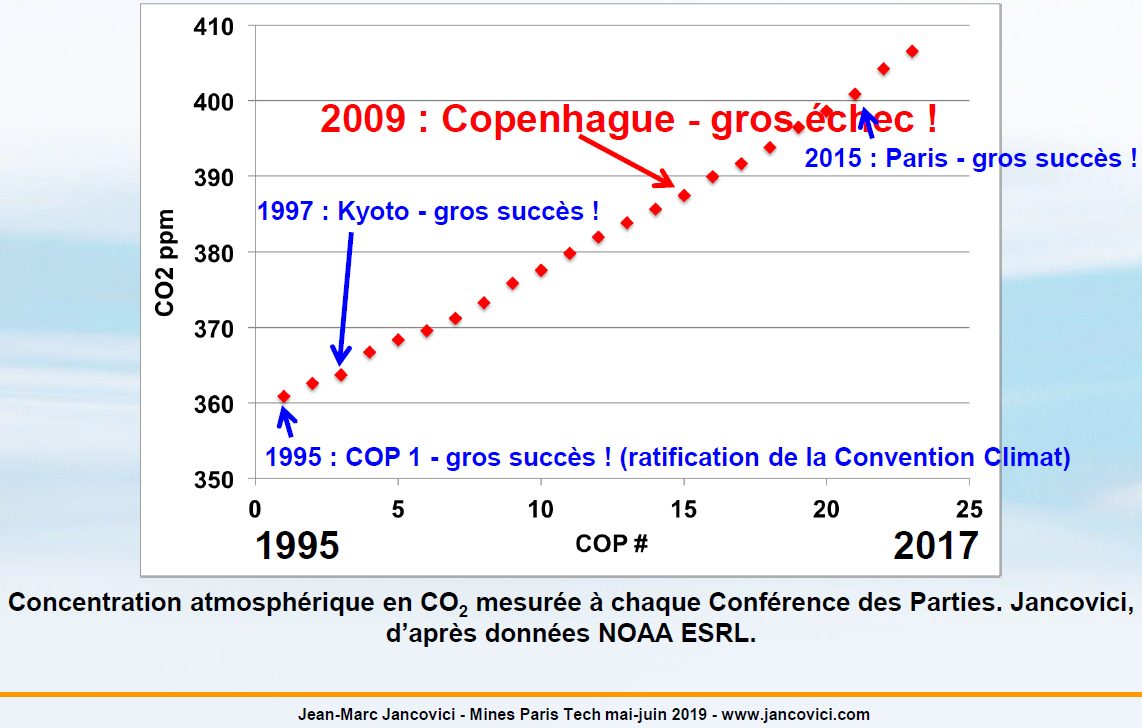 410
400
390
380
370
360
350
CO2 ppm
2009 : Copenhague - gros échec !
2015 : Paris - gros succès !
1997 : Kyoto - gros succès !
1995 : COP 1 - gros succès ! (ratification de la Convention Climat)
0 5 10 15 20 25
1995 COP # 2017
Concentration atmosphérique en CO₂ mesurée à chaque Conférence des Parties. Jancovici,
d’après données NOAA ESRL.
Jean-Marc Jancovici - Mines Paris Tech mai-juin 2019 - www.jancovici.com